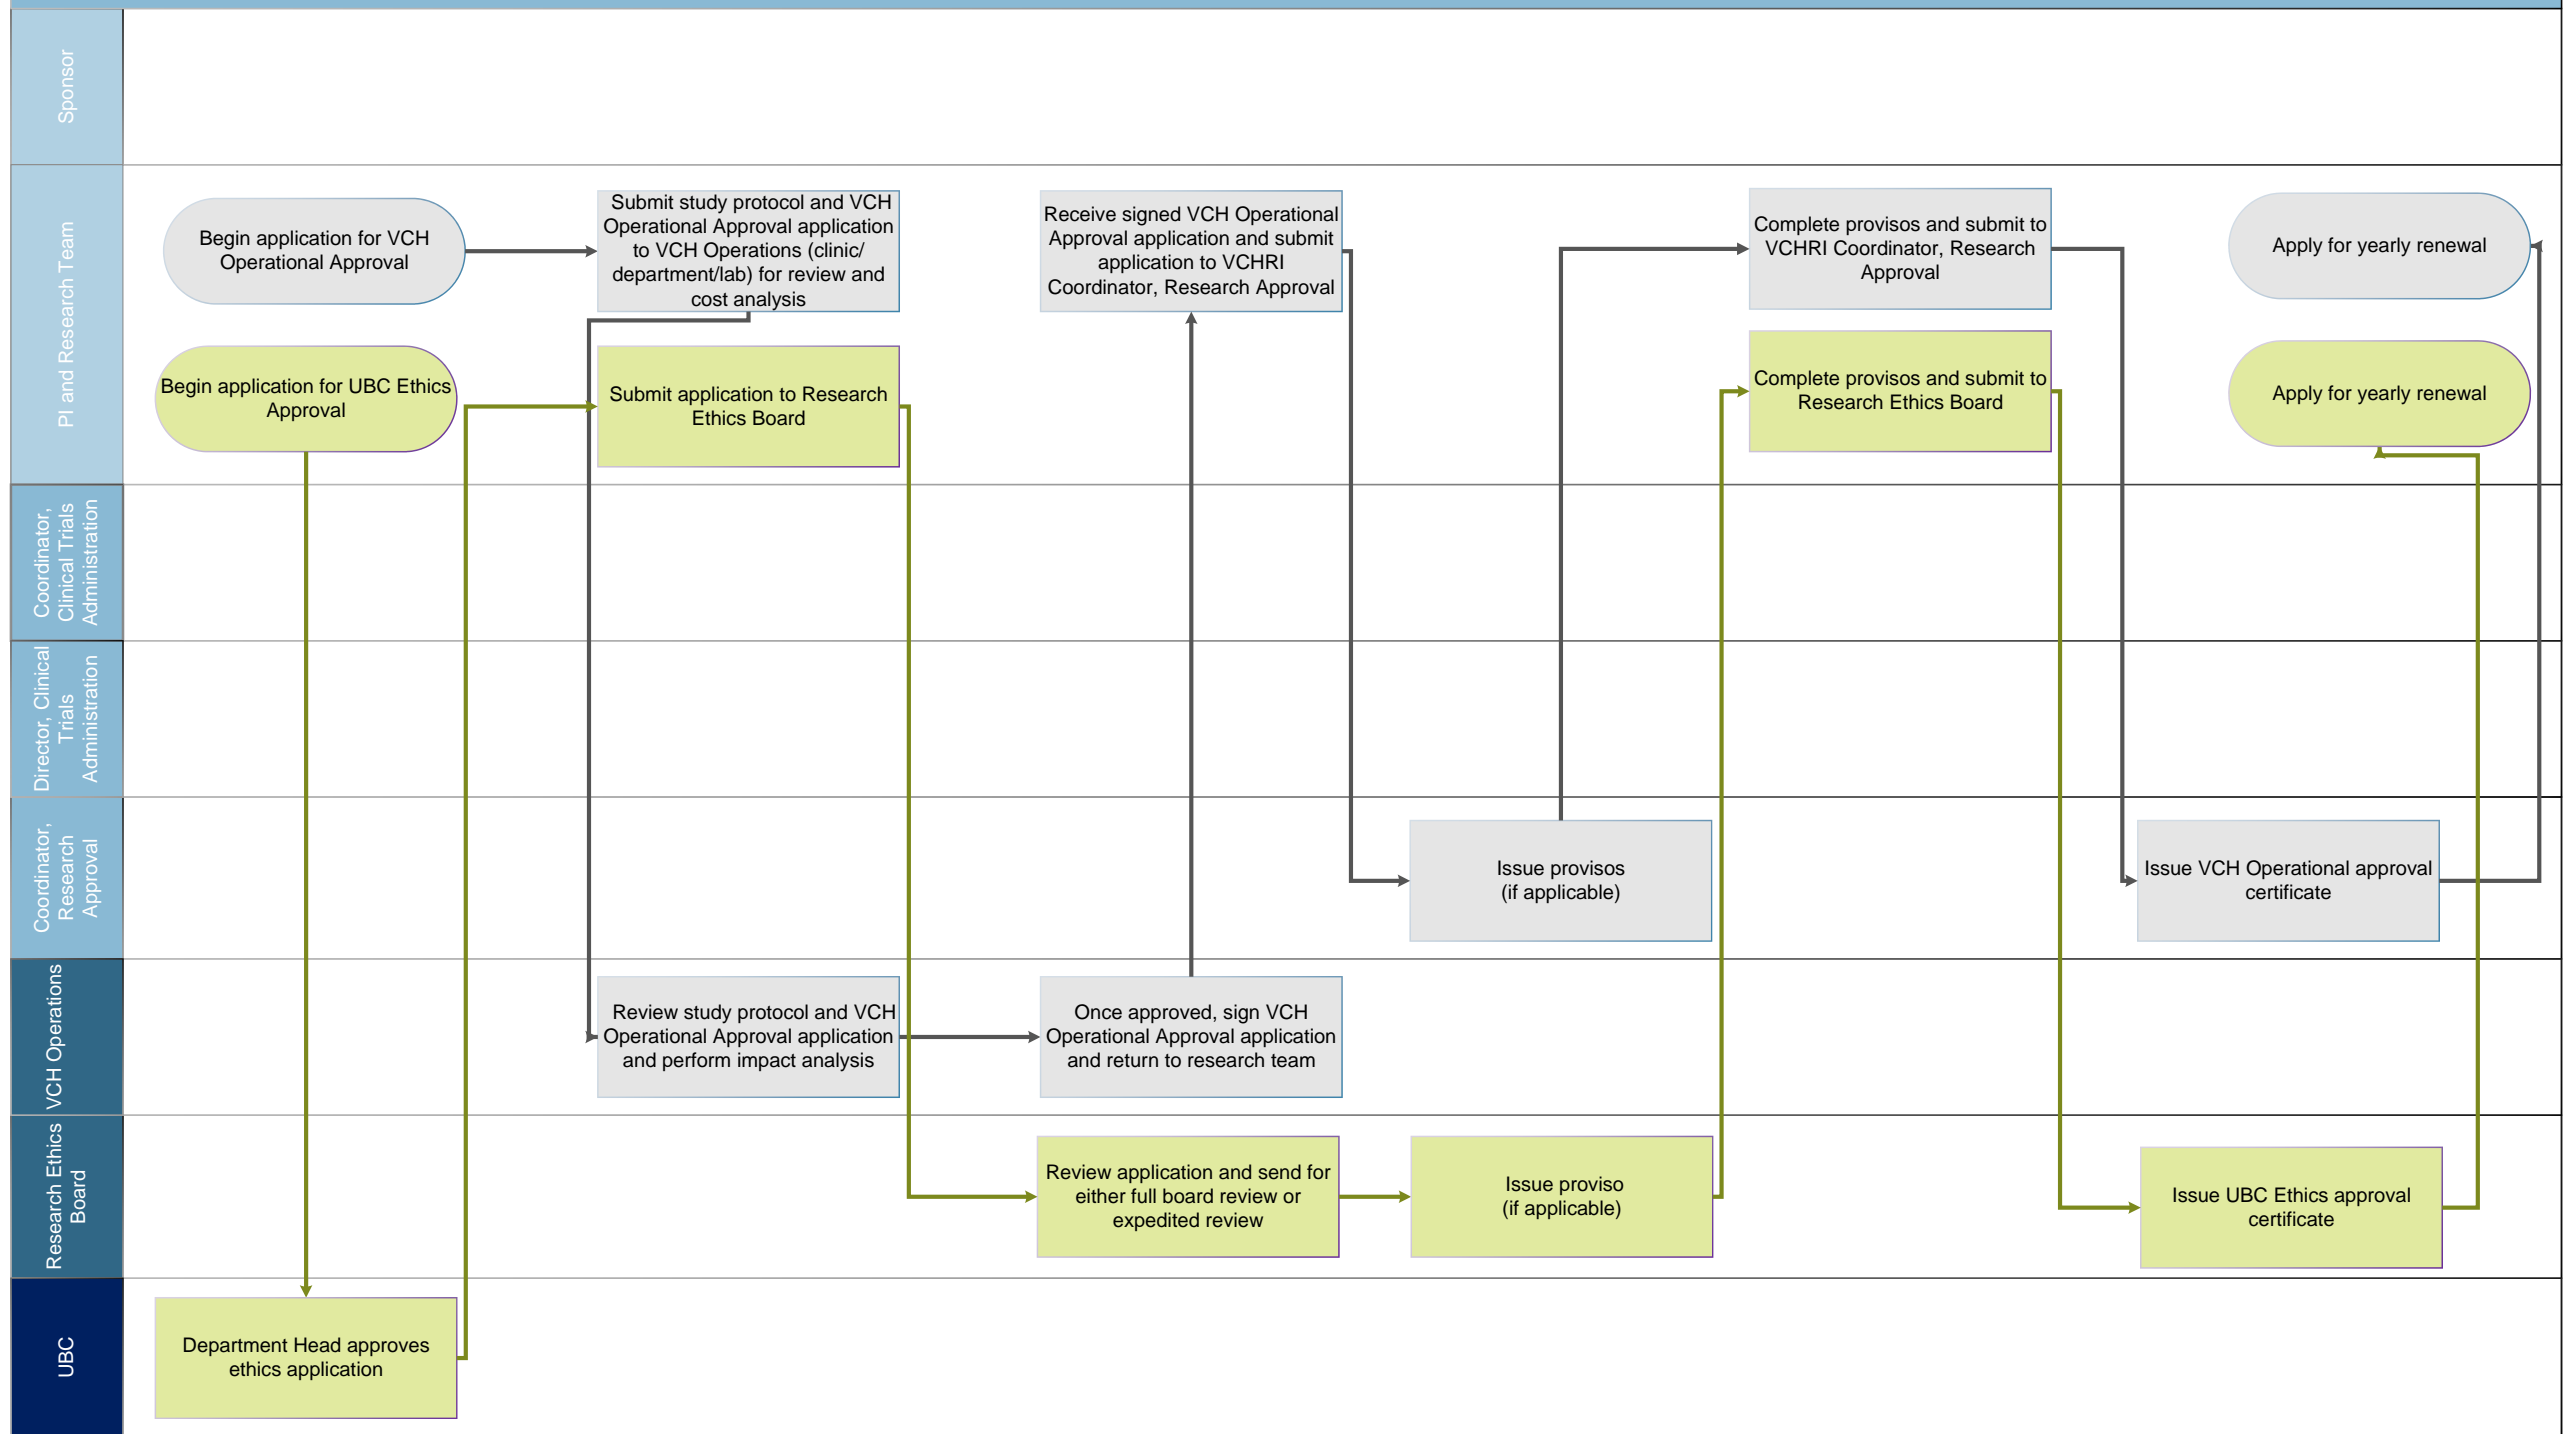 Sponsor
PI and Research Team
Begin application for VCH
Operational Approval
Submit study protocol and VCH
Operational Approval application
to VCH Operations (clinic/
department/lab) for review and
cost analysis
Receive signed VCH Operational
Approval application and submit
application to VCHRI
Coordinator, Research Approval
Complete provisos and submit to
VCHRI Coordinator, Research
Approval
Apply for yearly renewal
Begin application for UBC Ethics
Approval
Submit application to Research
Ethics Board
Complete provisos and submit to
Research Ethics Board
Apply for yearly renewal
Coordinator,
Clinical Trials
Administration
Director, Clinical
Trials
Administration
Coordinator,
Research
Approval
Issue provisos
(if applicable)
Issue VCH Operational approval
certificate
VCH Operations
Review study protocol and VCH
Operational Approval application
and perform impact analysis
Once approved, sign VCH
Operational Approval application
and return to research team
Research Ethics
Board
Review application and send for
either full board review or
expedited review
Issue proviso
(if applicable)
Issue UBC Ethics approval
certificate
UBC
Department Head approves
ethics application